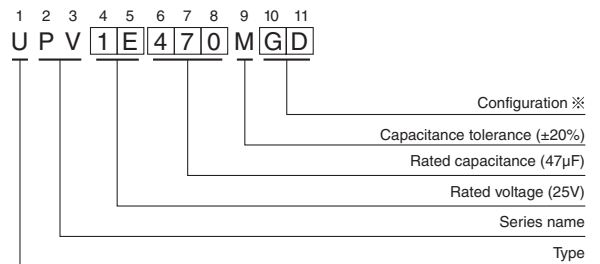 1 2 3 4 5 6 7 8 9 10 11
U P V 1 E 4 7 0 M G D
Configuration ※
Capacitance tolerance (±20%)
Rated capacitance (47µF)
Rated voltage (25V)
Series name
Type